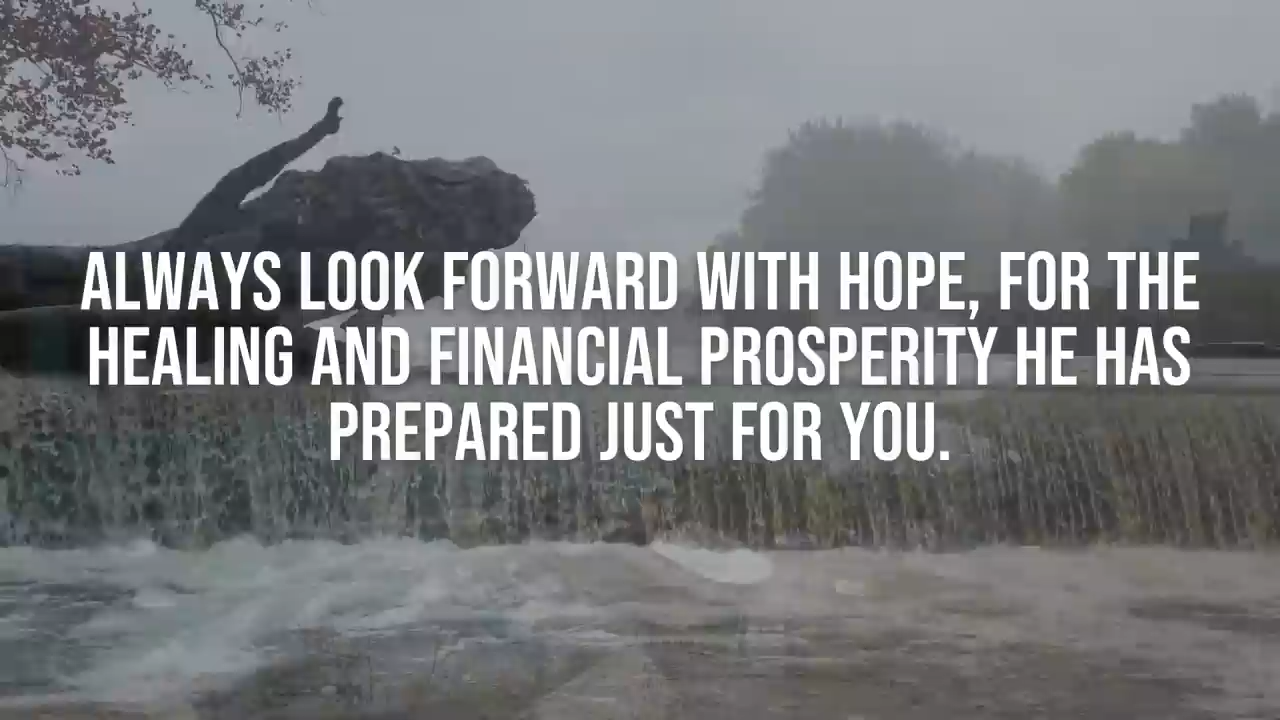 ALWAYS LOOK FORWARD WITH HOPE, FOR THE
HEALING AND FINANCIAL PROSPERITY HE HAS
PREPARED JUST FOR YOU.